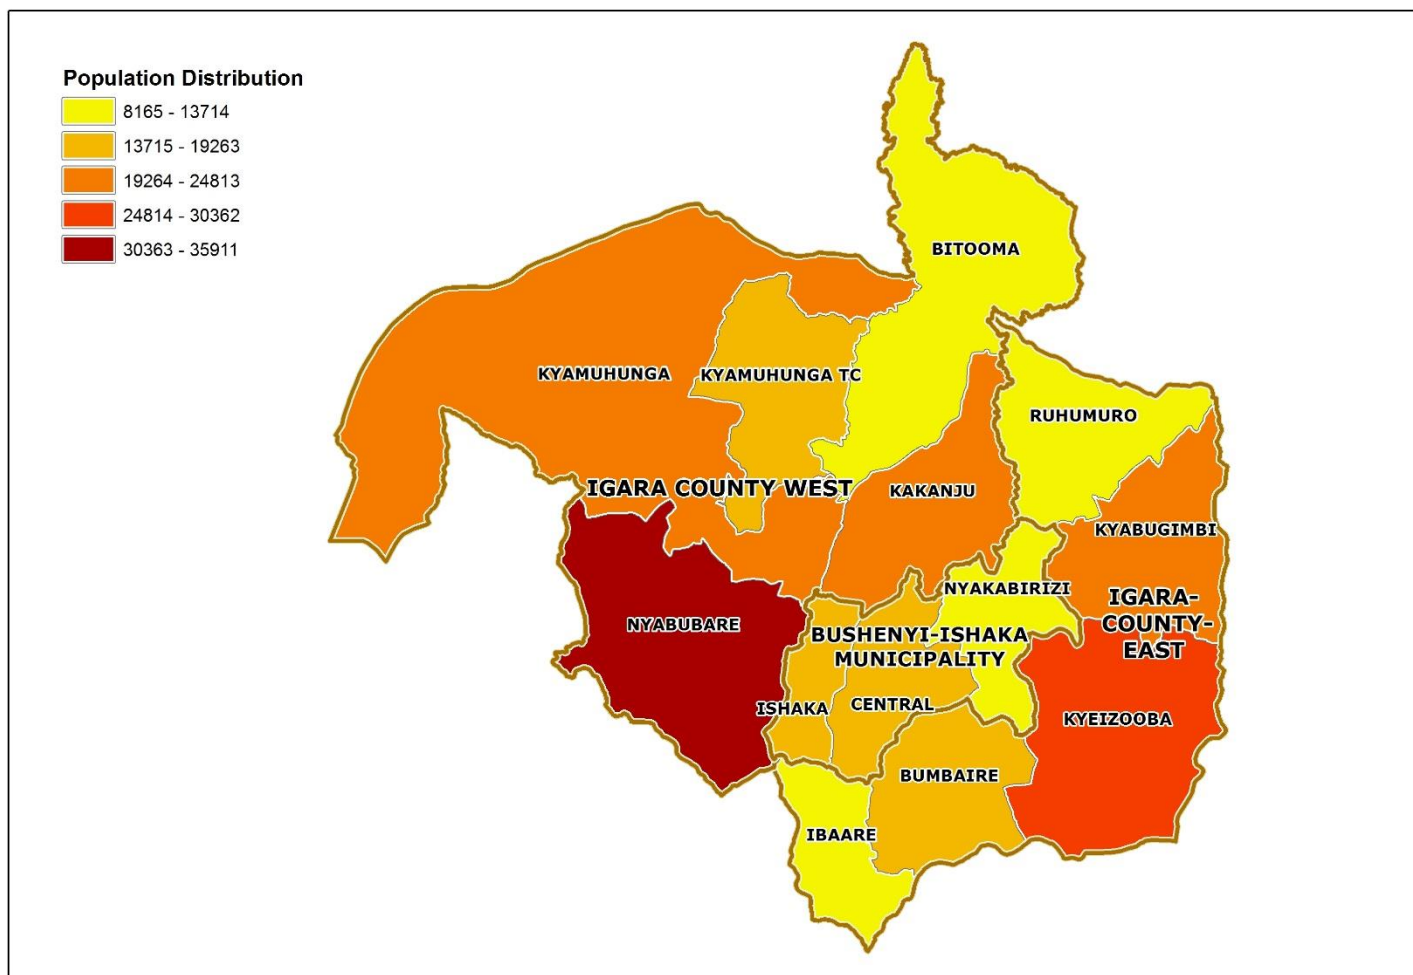 Population Distribution
8165 - 13714
13715 - 19263
19264 - 24813
24814 - 30362
30363 - 35911
BITOOMA
KYAMUHUNGA
KYAMUHUNGA TC
RUHUMURO
IGARA COUNTY WEST
KAKANJU
KYABUGIMBI
NYAKABIRIZI
IGARA-
COUNTY-
EAST
NYABUBARE
BUSHENYI-ISHAKA
MUNICIPALITY
ISHAKA
CENTRAL
KYEIZOOBA
BUMBAIRE
IBAARE